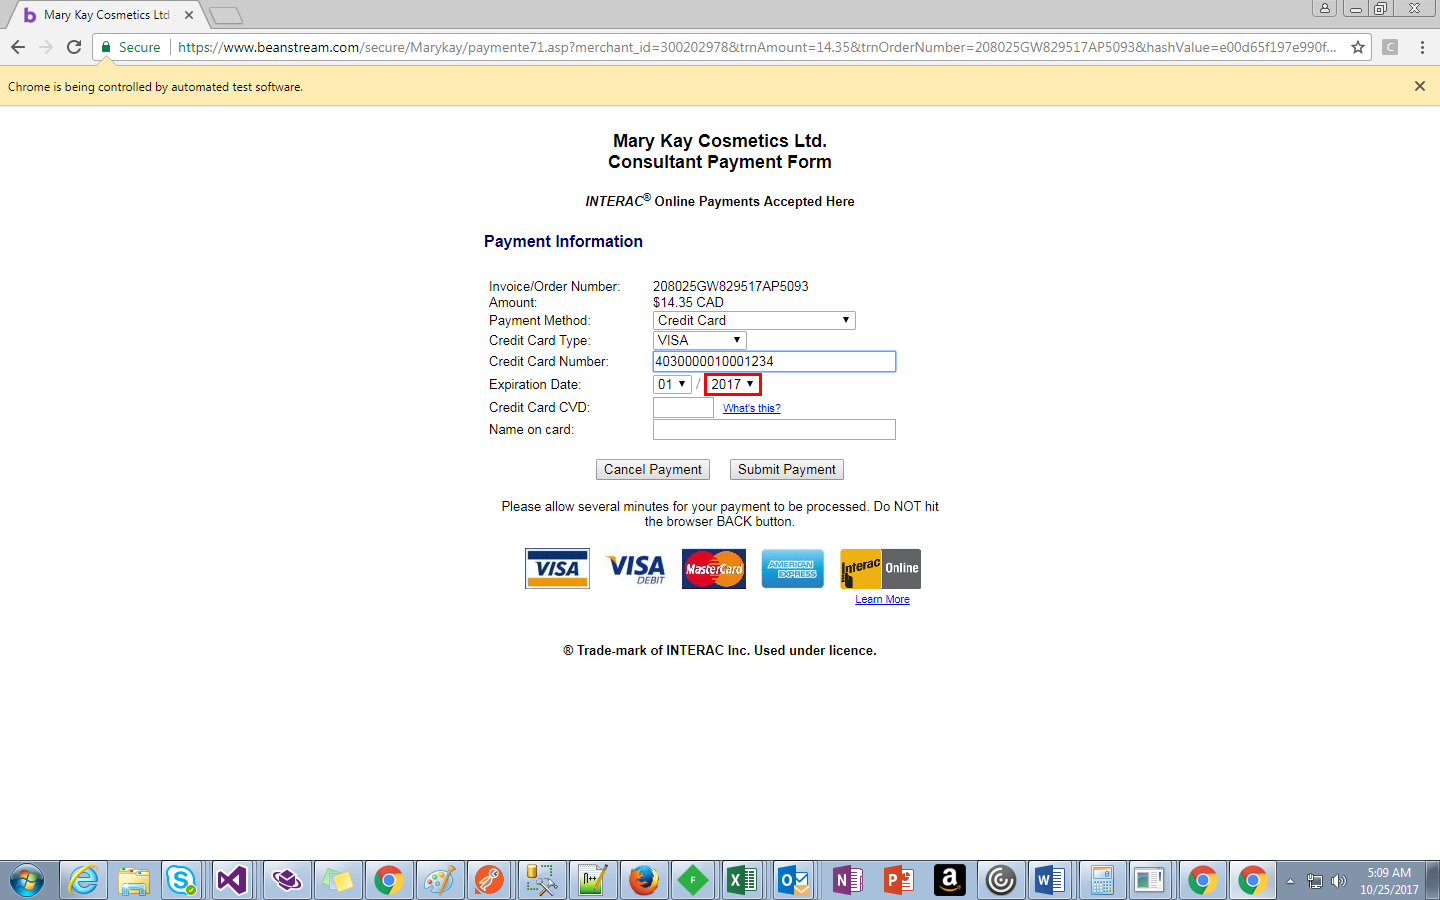 Mary Kay Cosmetics Ltd
Secure
https://www.beanstream.com/secure/Marykay/paymente71.asp?merchant_id=300202978&trnAmount=14.35&trnOrderNumber=208025GW829517AP5093&hashValue=e00d65f197e990f...
Chrome is being controlled by automated test software.
Mary Kay Cosmetics Ltd.
Consultant Payment Form
INTERAC® Online Payments Accepted Here
Payment Information
Invoice/Order Number: 208025GW829517AP5093
Amount: $14.35 CAD
Payment Method: Credit Card
Credit Card Type: VISA
Credit Card Number: 4030000010001234
Expiration Date: 01 / 2017
Credit Card CVD: What's this?
Name on card:
Cancel Payment Submit Payment
Please allow several minutes for your payment to be processed. Do NOT hit
the browser BACK button.
VISA VISA DEBIT MasterCard AMERICAN EXPRESS Interac Online
Learn More
® Trade-mark of INTERAC Inc. Used under licence.
5:09 AM
10/25/2017